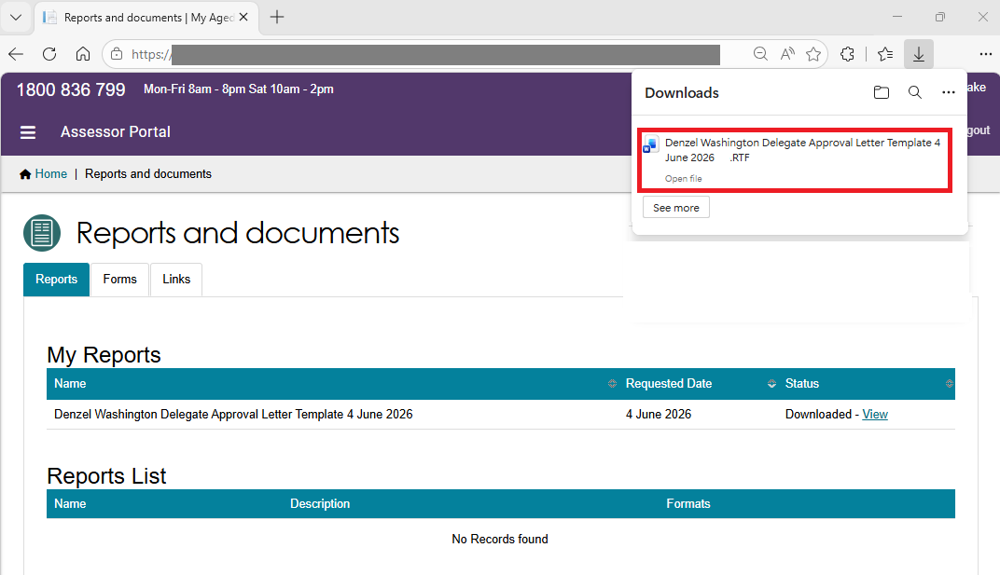 Reports and documents | My Aged
https://
Downloads
1800 836 799 Mon-Fri 8am - 8pm Sat 10am - 2pm
ake
Assessor Portal
gout
Denzel Washington Delegate Approval Letter Template 4
June 2026 .RTF
Open file
See more
Home | Reports and documents
Reports and documents
Reports Forms Links
My Reports
Name Requested Date Status
Denzel Washington Delegate Approval Letter Template 4 June 2026 4 June 2026 Downloaded - View
Reports List
Name Description Formats
No Records found